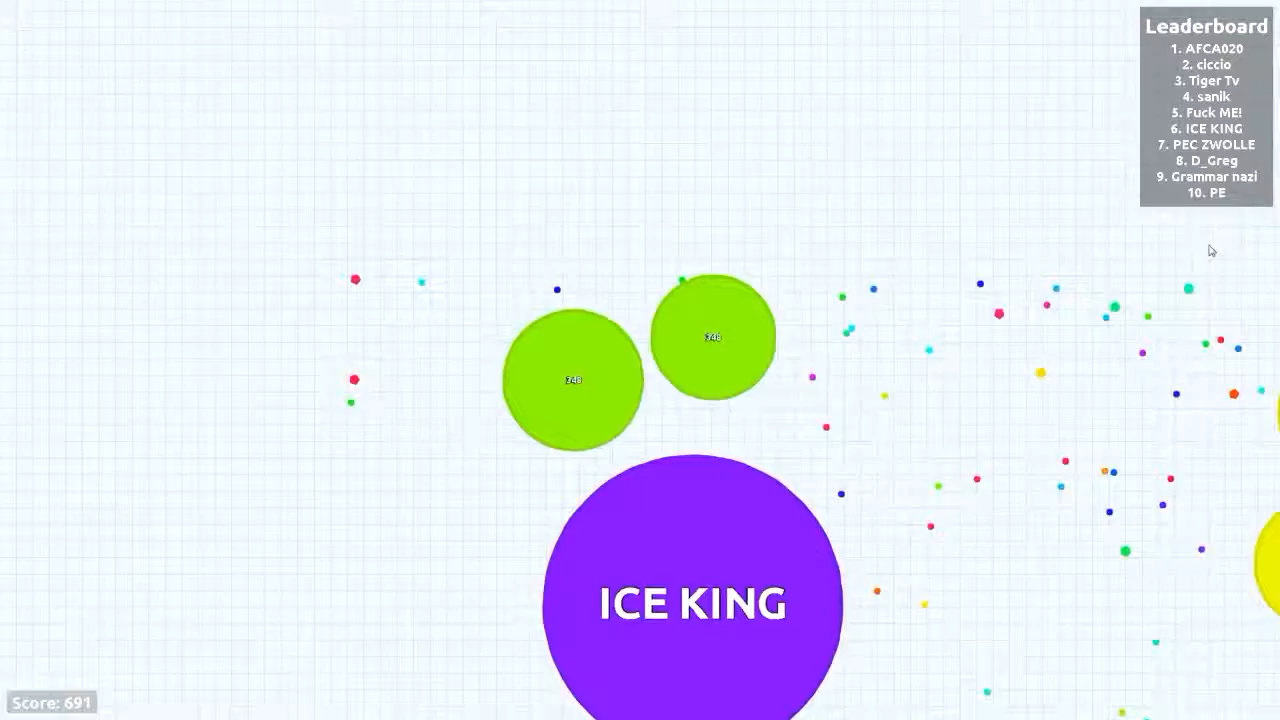 Leaderboard
1. AFCA020
2. ciccio
3. Tiger Tv
4. sanik
5. Fuck ME!
6. ICE KING
7. PEC ZWOLLE
8. D_Greg
9. Grammar nazi
10. PE
346
ICE KING
Score: 691